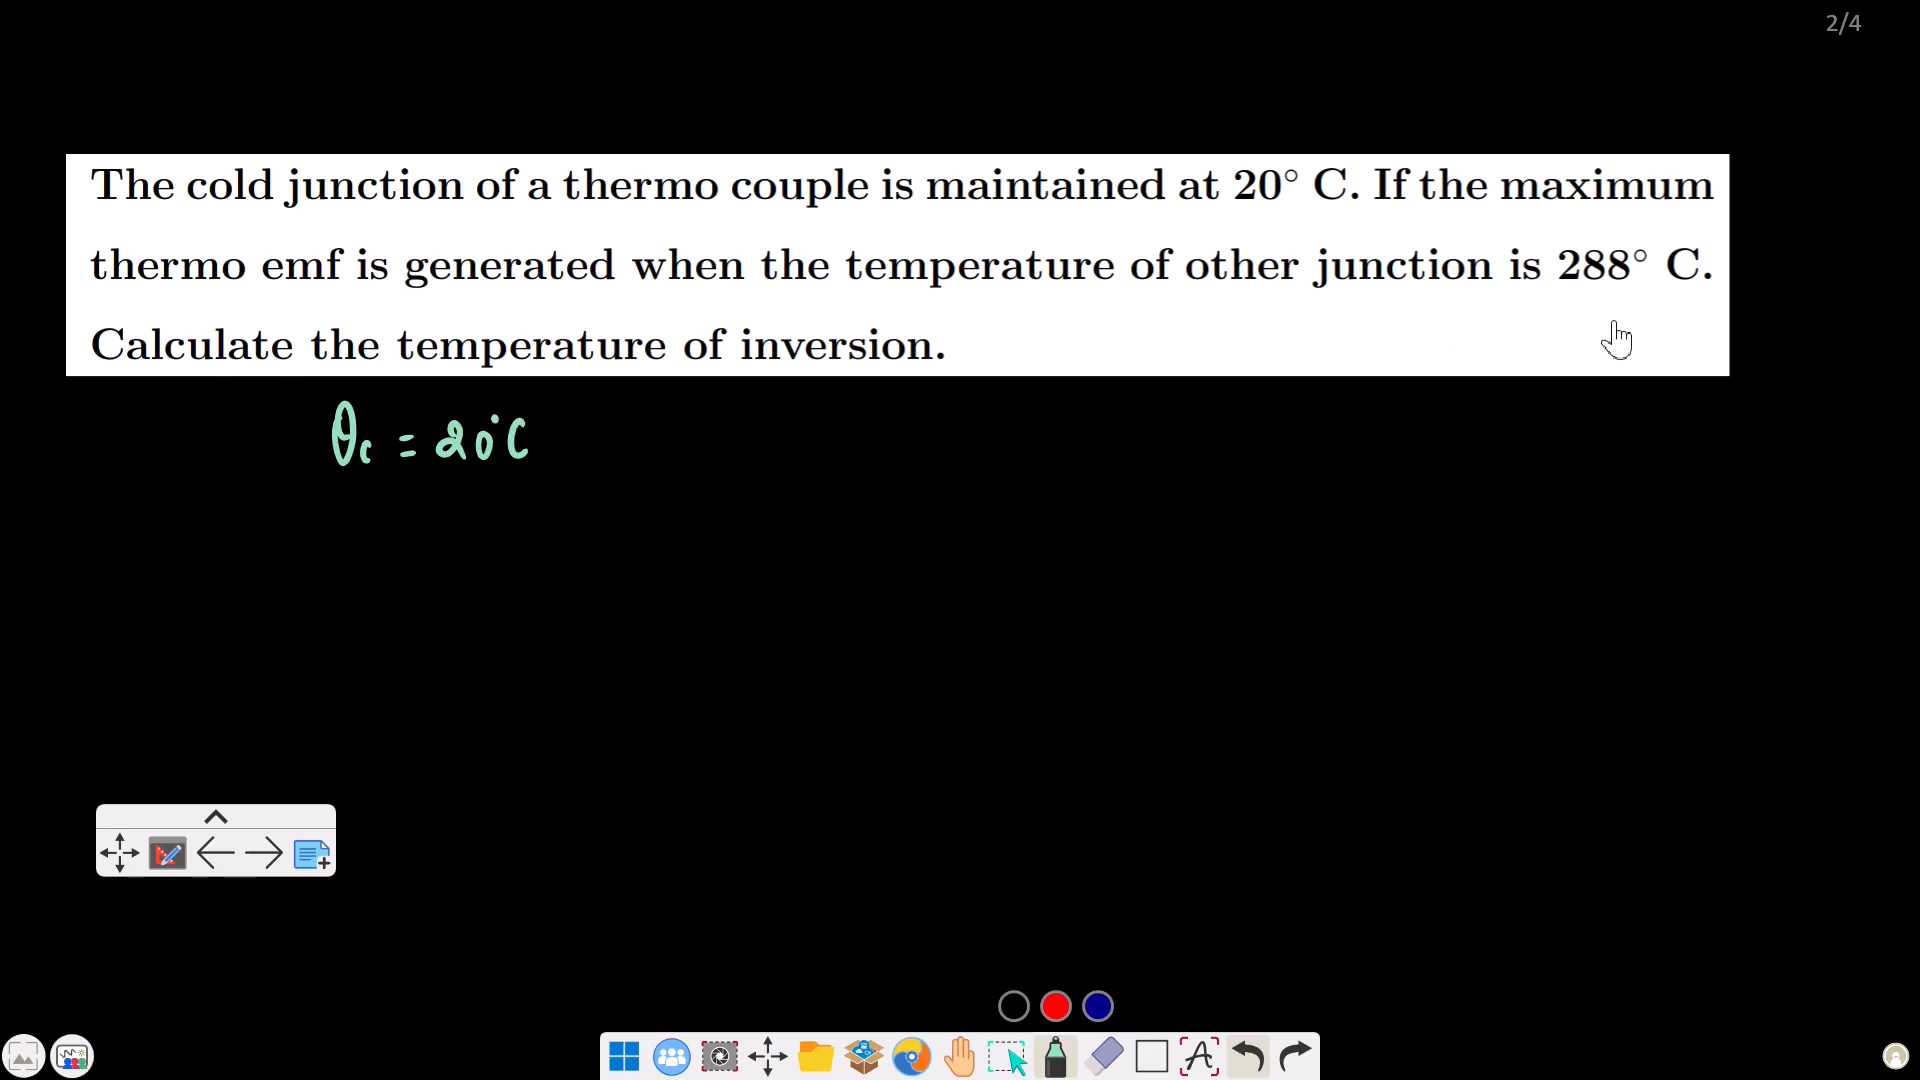 2/4
The cold junction of a thermo couple is maintained at 20° C. If the maximum
thermo emf is generated when the temperature of other junction is 288° C.
Calculate the temperature of inversion.
θc = 20°C